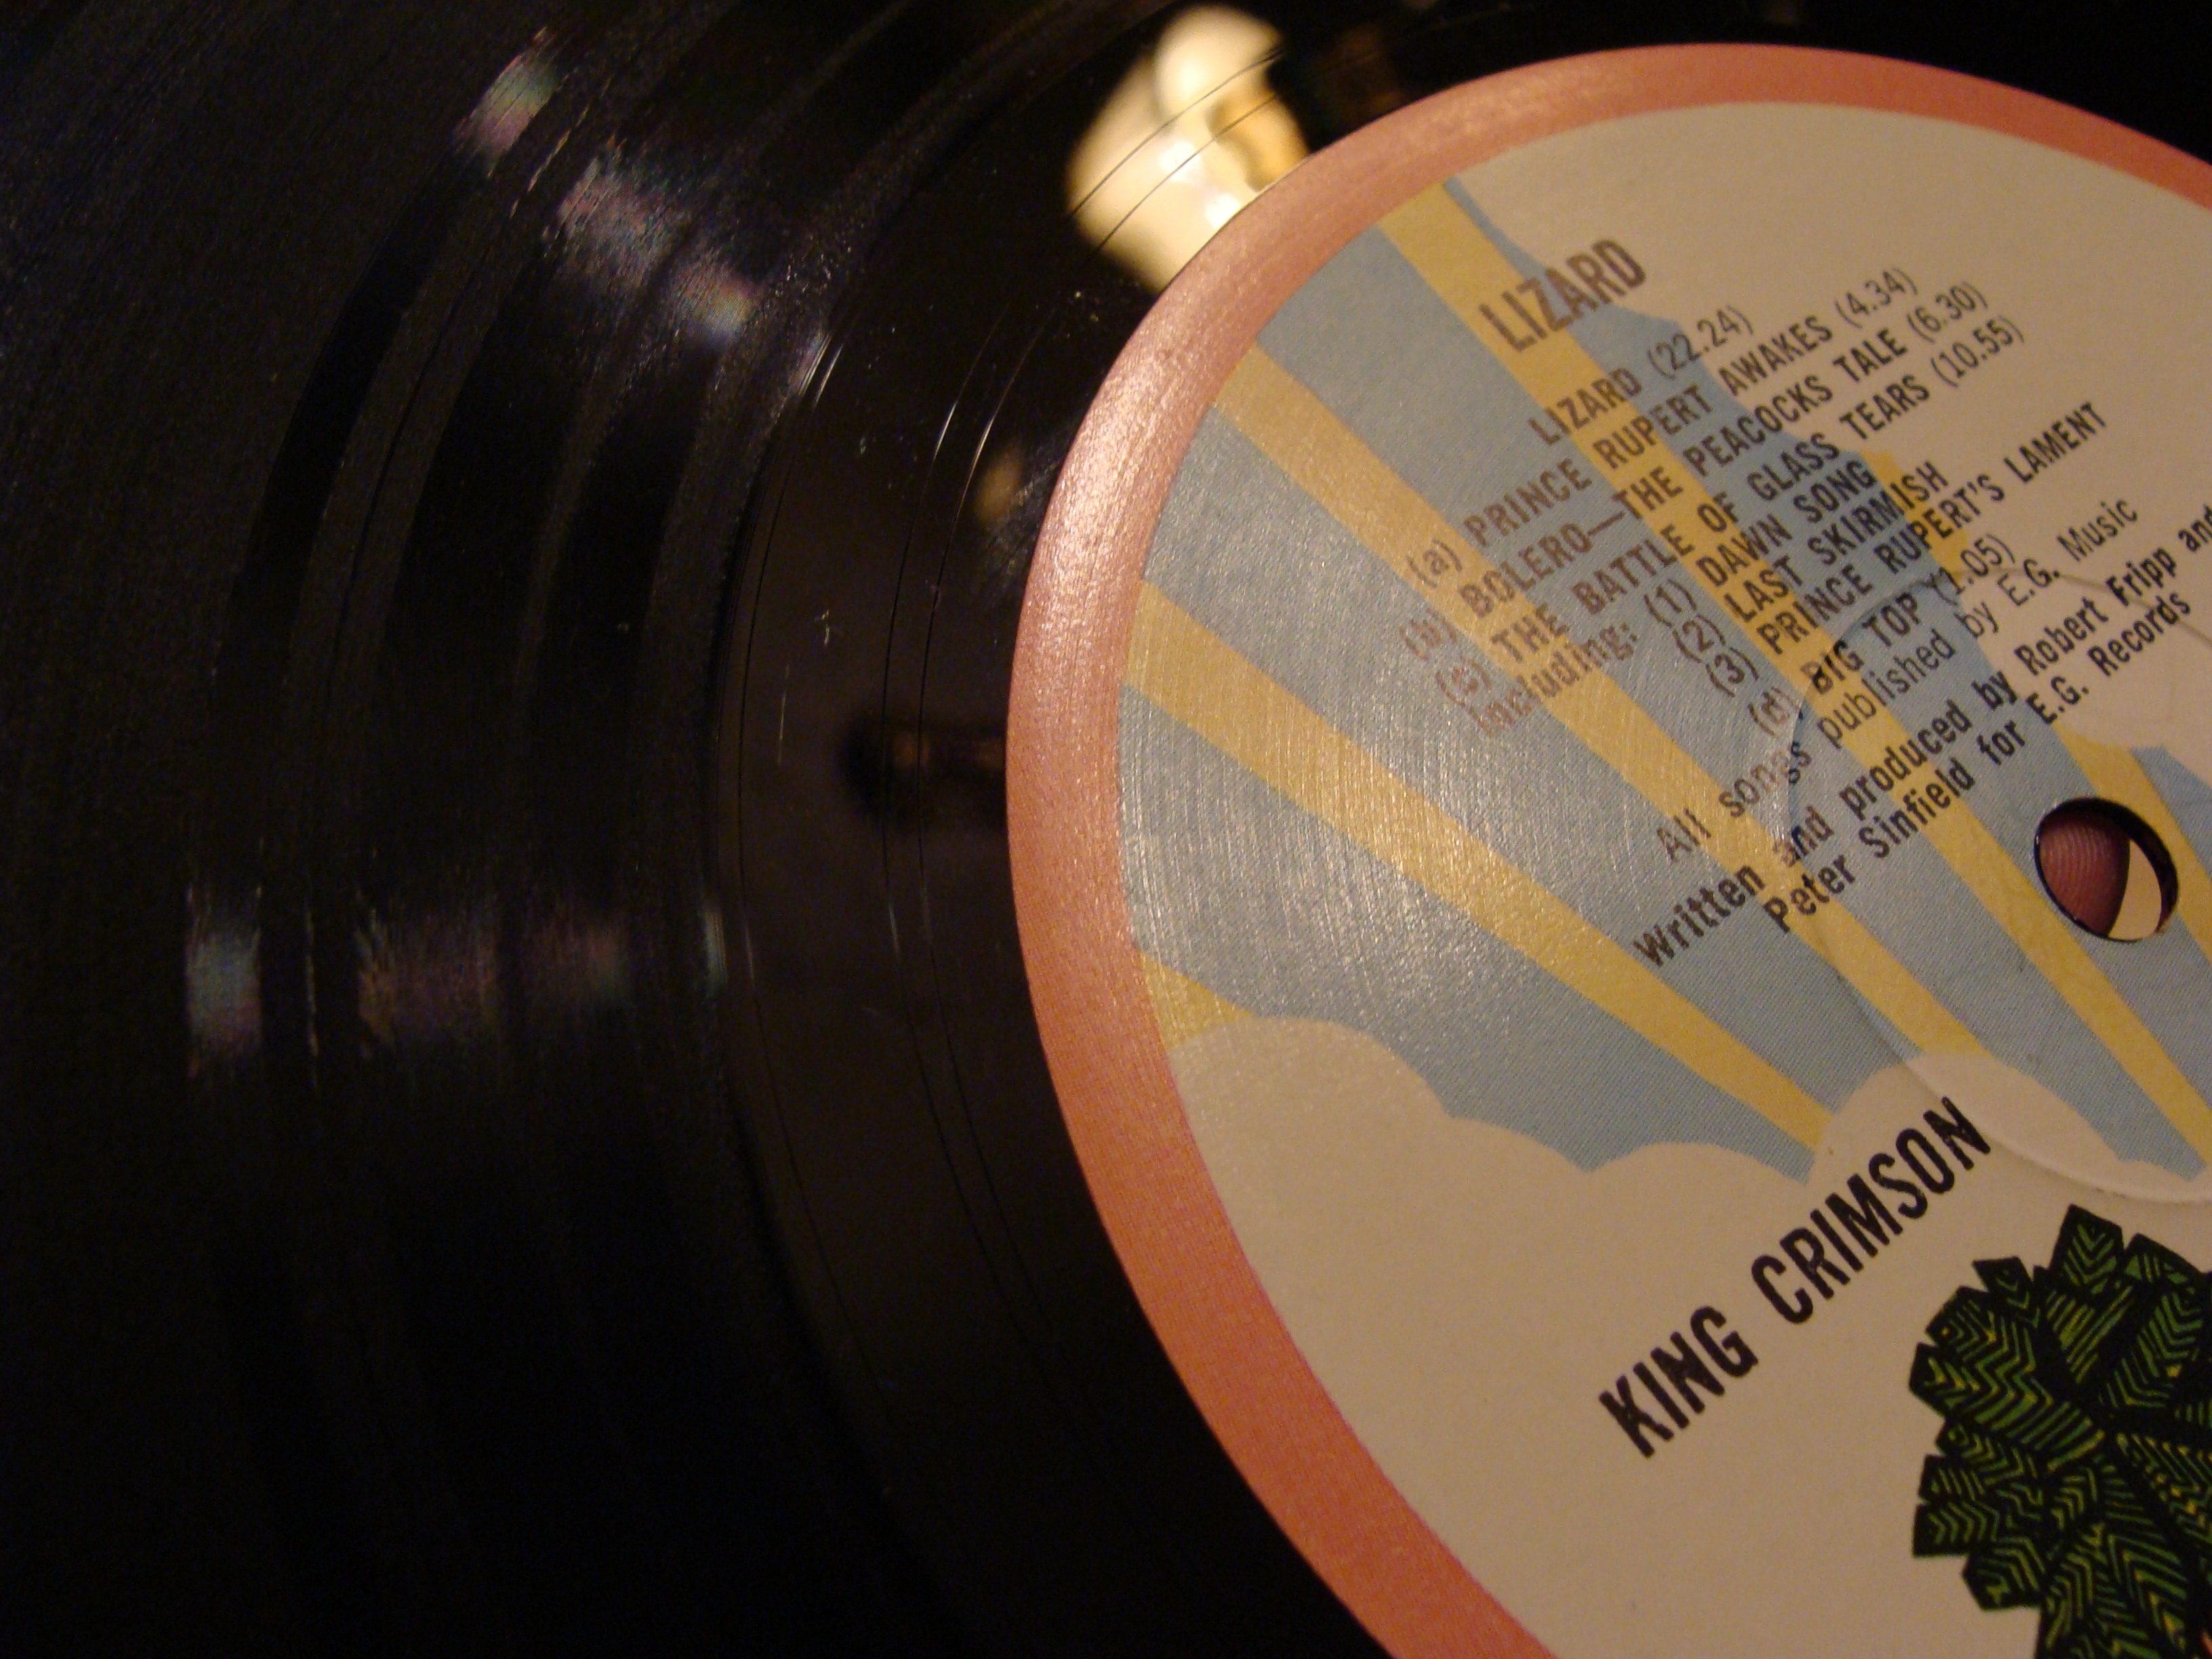 LIZARD
LIZARD (22.24)
(a) PRINCE RUPERT AWAKES (4.34)
(b) BOLERO—THE PEACOCKS TALE (6.30)
(c) THE BATTLE OF GLASS TEARS (10.55)
Including: (1) DAWN SONG
(2) LAST SKIRMISH
(3) PRINCE RUPERT'S LAMENT
(d) BIG TOP (1.05)
All songs published by E.G. Music
Written and produced by Robert Fripp and
Peter Sinfield for E.G. Records
KING CRIMSON